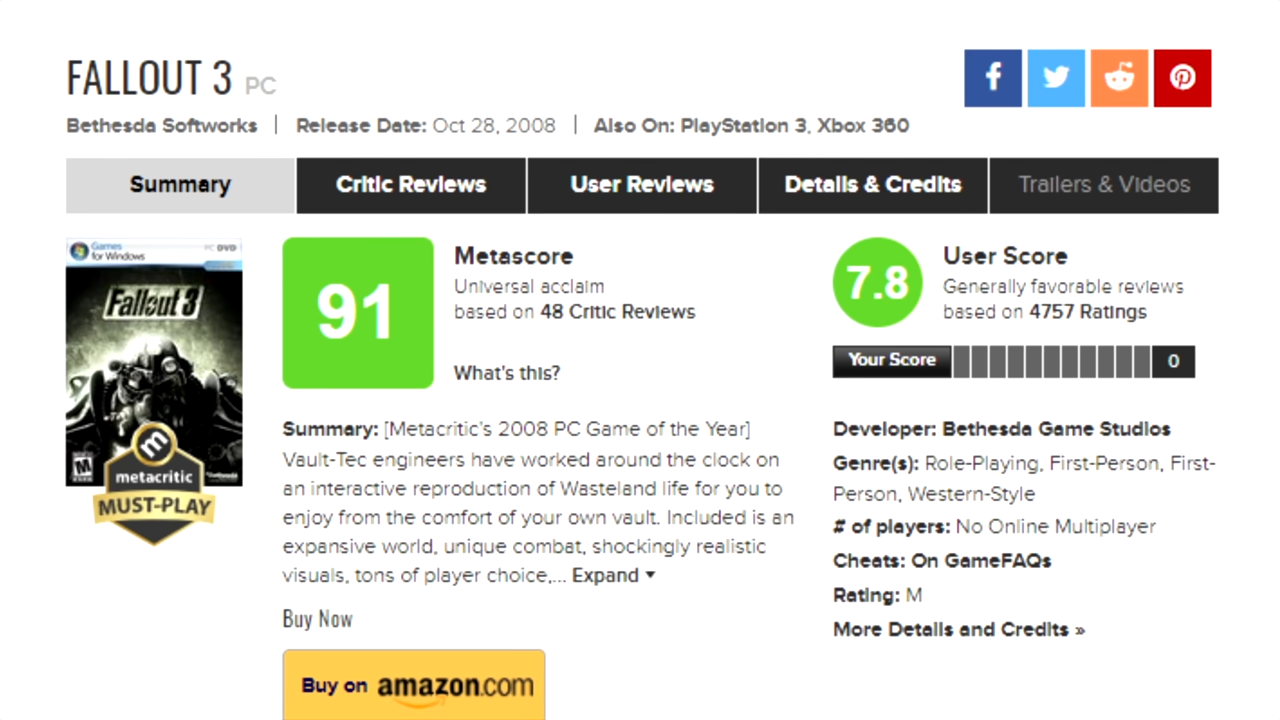 FALLOUT 3 PC
Bethesda Softworks | Release Date: Oct 28, 2008 | Also On: PlayStation 3, Xbox 360
Summary Critic Reviews User Reviews Details & Credits Trailers & Videos
Games for Windows
PC DVD
Fallout 3
M
Bethesda
m
metacritic
MUST-PLAY
91
Metascore
Universal acclaim
based on 48 Critic Reviews
What's this?
7.8
User Score
Generally favorable reviews
based on 4757 Ratings
Your Score 0
Summary: [Metacritic's 2008 PC Game of the Year]
Vault-Tec engineers have worked around the clock on
an interactive reproduction of Wasteland life for you to
enjoy from the comfort of your own vault. Included is an
expansive world, unique combat, shockingly realistic
visuals, tons of player choice,... Expand ▼
Buy Now
Buy on amazon.com
Developer: Bethesda Game Studios
Genre(s): Role-Playing, First-Person, First-
Person, Western-Style
# of players: No Online Multiplayer
Cheats: On GameFAQs
Rating: M
More Details and Credits »